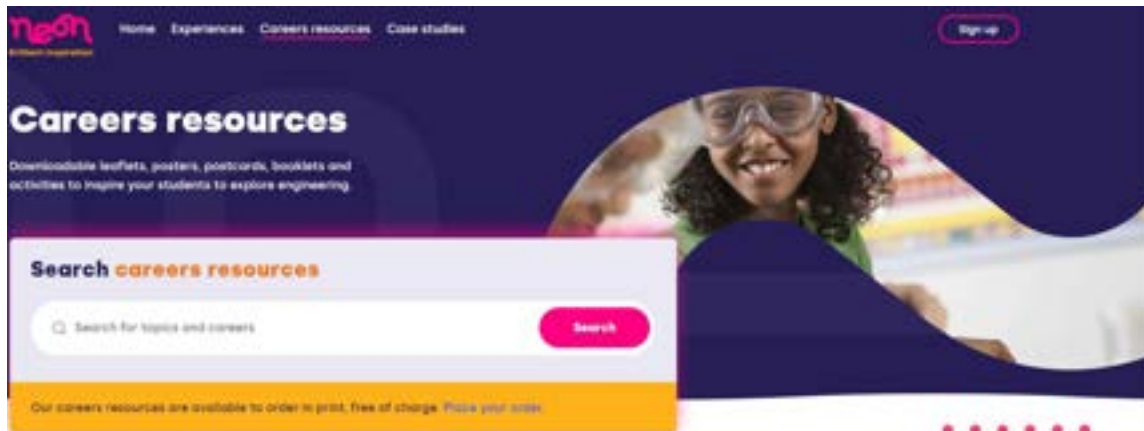 neon
Brilliant inspiration
Home Experiences Careers resources Case studies
Sign up
Careers resources
Downloadable leaflets, posters, postcards, booklets and
activities to inspire your students to explore engineering.
Search careers resources
Search for topics and careers
Search
Our careers resources are available to order in print, free of charge. Place your order.